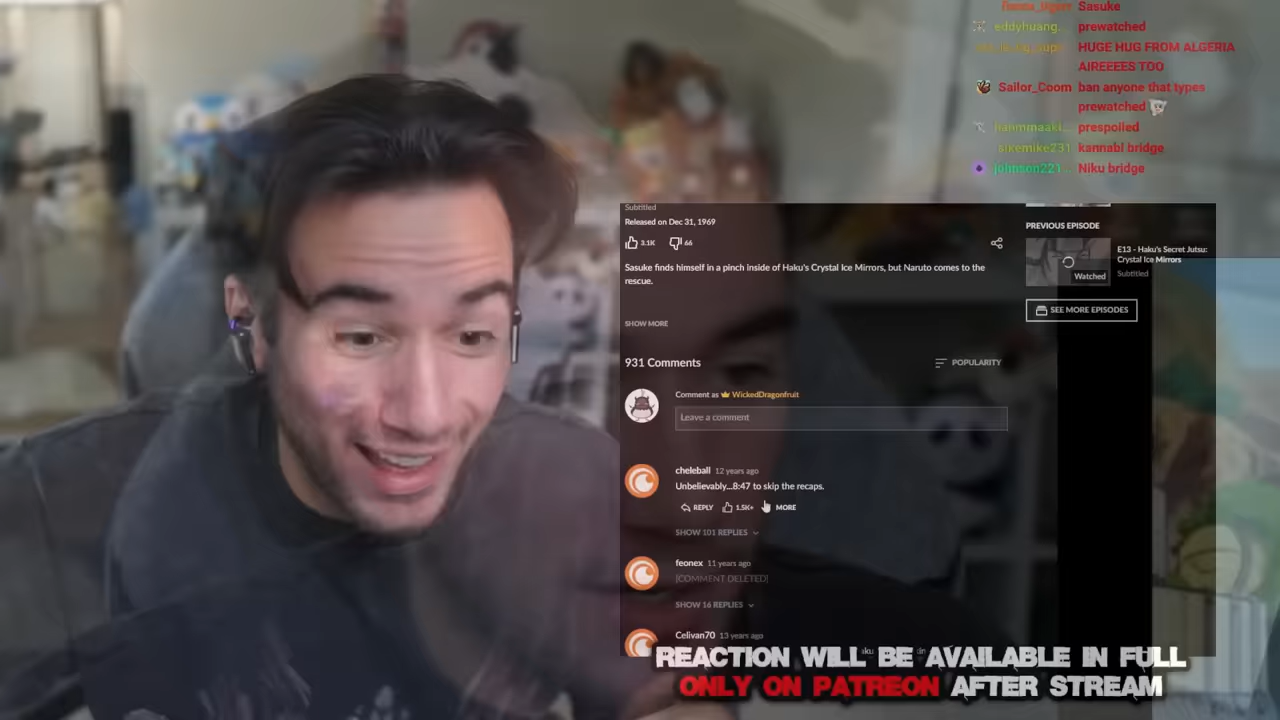 Sasuke
eddyhuang. prewatched
HUGE HUG FROM ALGERIA
AIREEEES TOO
Sailor_Coom ban anyone that types
prewatched
prespoiled
sikemike231 kannabi bridge
johnson221.. Niku bridge
Subtitled
Released on Dec 31, 1969
3.1K 66
Sasuke finds himself in a pinch inside of Haku's Crystal Ice Mirrors, but Naruto comes to the
rescue.
SHOW MORE
PREVIOUS EPISODE
E13 - Haku's Secret Jutsu:
Crystal Ice Mirrors
Watched
Subtitled
SEE MORE EPISODES
931 Comments
POPULARITY
Comment as WickedDragonfruit
Leave a comment
cheleball 12 years ago
Unbelievably...8:47 to skip the recaps.
REPLY 1.5K+ MORE
SHOW 101 REPLIES
feonex 11 years ago
[COMMENT DELETED]
SHOW 16 REPLIES
Celivan70 13 years ago
REACTION WILL BE AVAILABLE IN FULL
ONLY ON PATREON AFTER STREAM